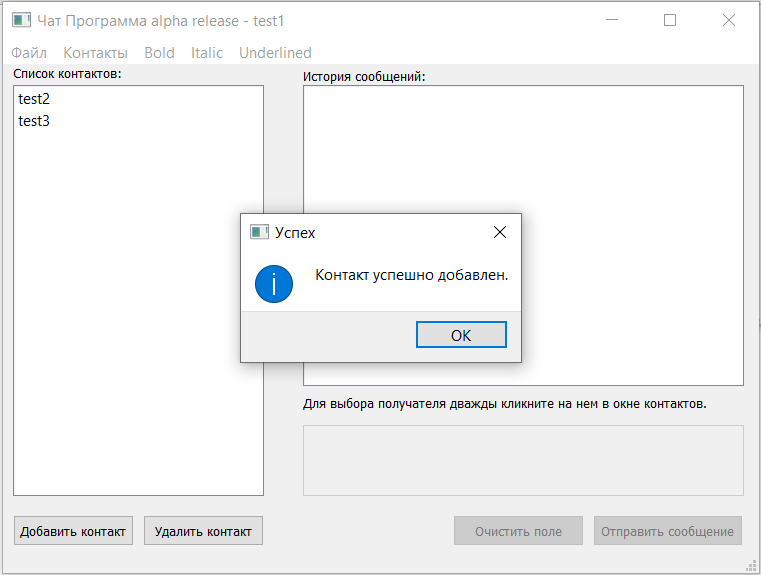 Чат Программа alpha release - test1
Файл Контакты Bold Italic Underlined
Список контактов:
История сообщений:
test2
test3
Успех
Контакт успешно добавлен.
OK
Для выбора получателя дважды кликните на нем в окне контактов.
Добавить контакт Удалить контакт Очистить поле Отправить сообщение